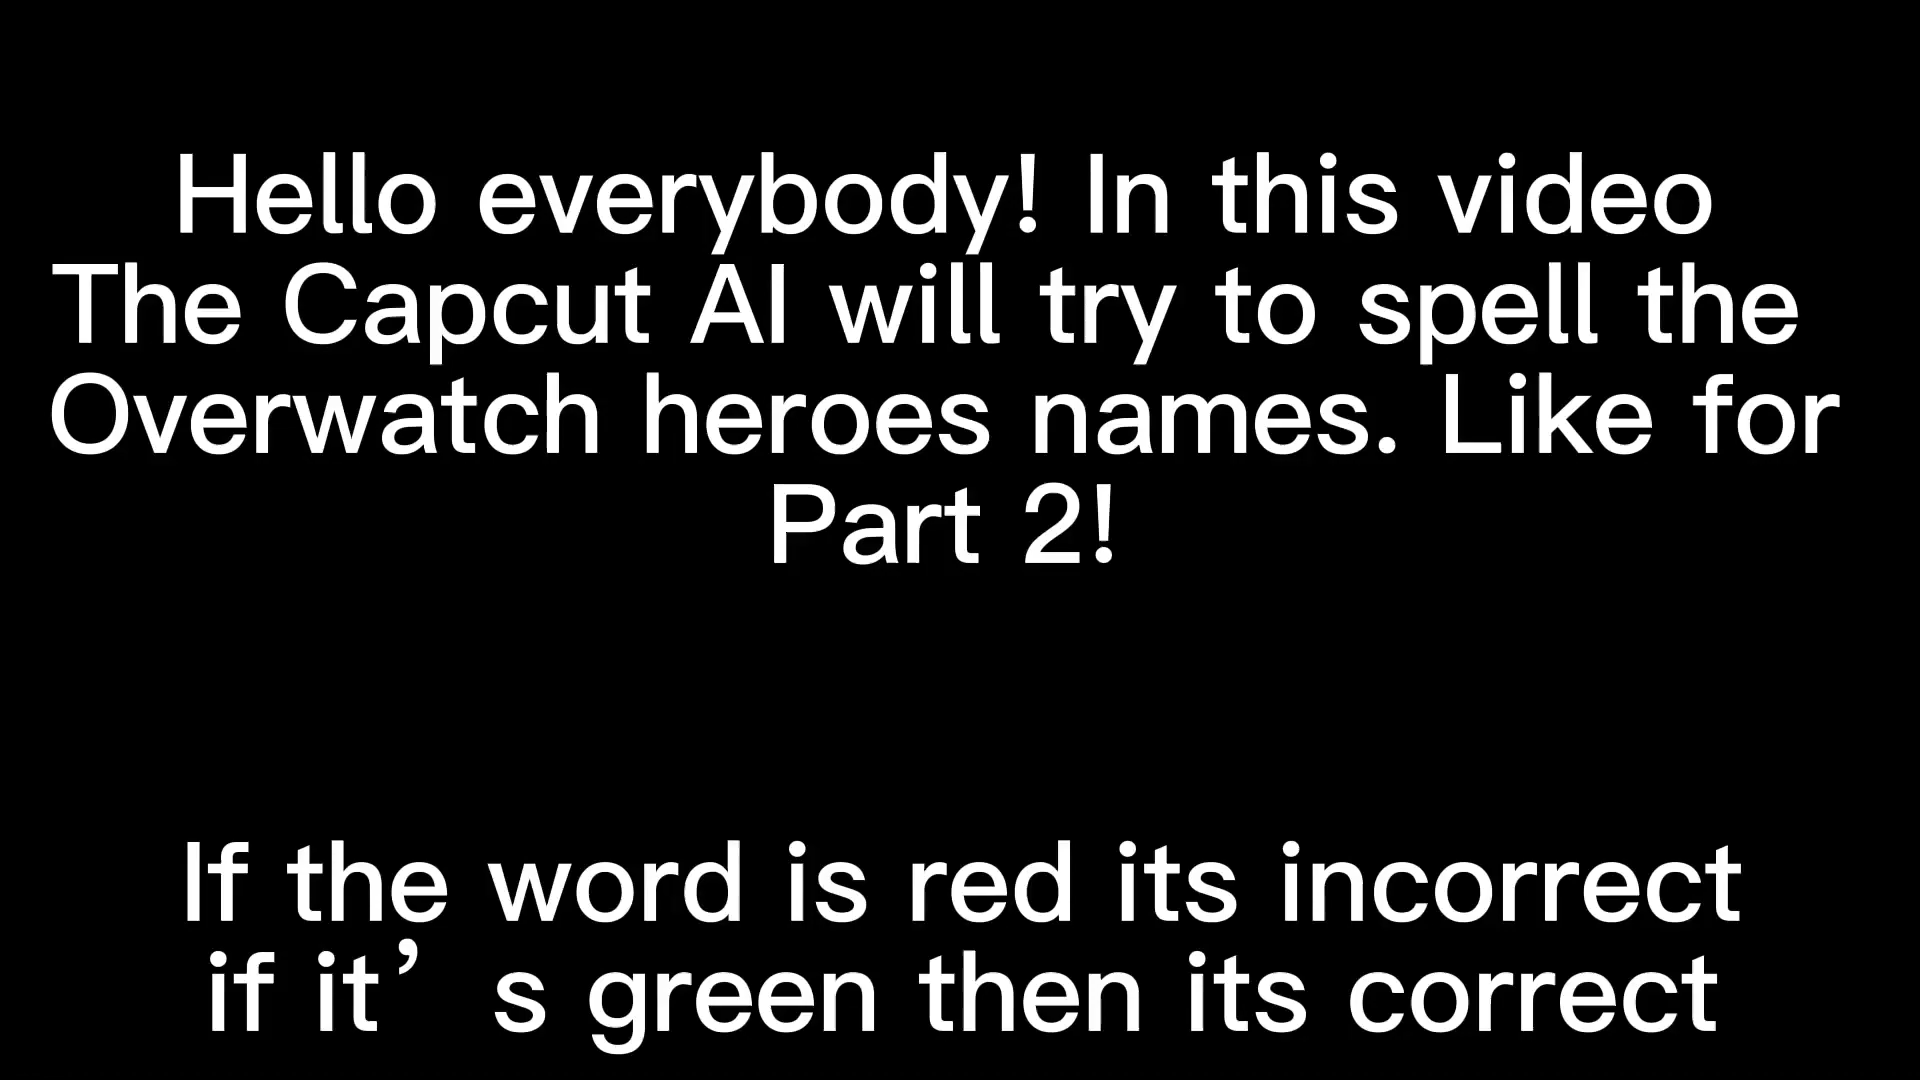 Hello everybody! In this video
The Capcut AI will try to spell the
Overwatch heroes names. Like for
Part 2!
If the word is red its incorrect
if it’s green then its correct